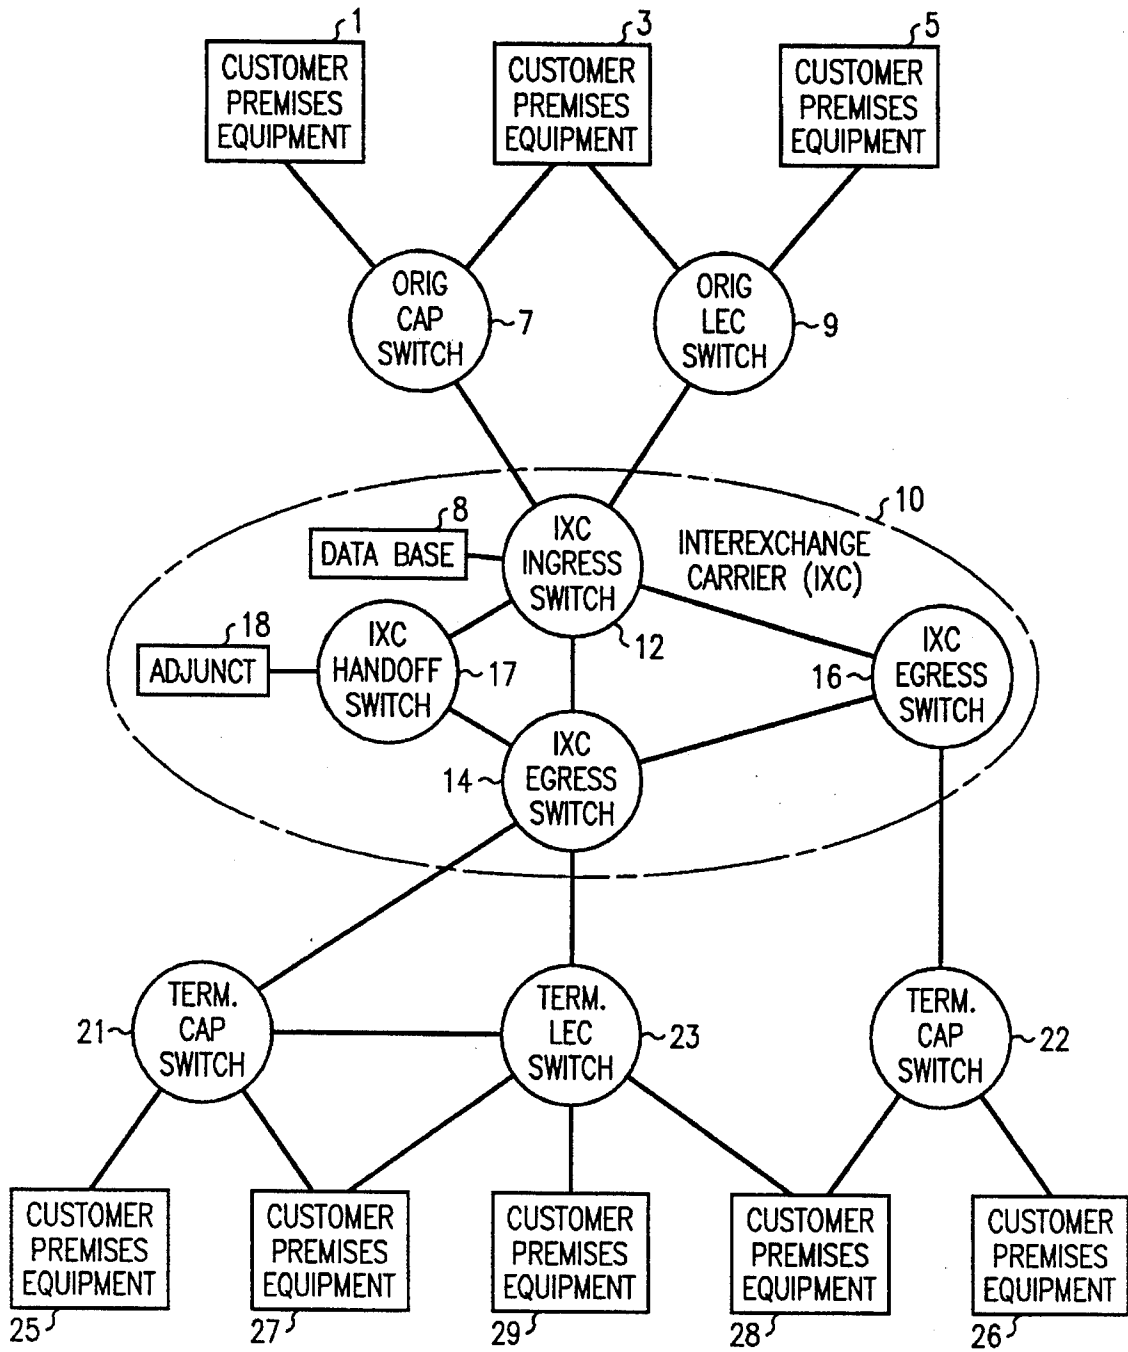 1
CUSTOMER
PREMISES
EQUIPMENT
3
CUSTOMER
PREMISES
EQUIPMENT
5
CUSTOMER
PREMISES
EQUIPMENT
ORIG
CAP
SWITCH
7
ORIG
LEC
SWITCH
9
10
8
DATA BASE
IXC
INGRESS
SWITCH
12
INTEREXCHANGE
CARRIER (IXC)
18
ADJUNCT
IXC
HANDOFF
SWITCH
17
16
IXC
EGRESS
SWITCH
14
IXC
EGRESS
SWITCH
21
TERM.
CAP
SWITCH
TERM.
LEC
SWITCH
23
TERM.
CAP
SWITCH
22
CUSTOMER
PREMISES
EQUIPMENT
25
CUSTOMER
PREMISES
EQUIPMENT
27
CUSTOMER
PREMISES
EQUIPMENT
29
CUSTOMER
PREMISES
EQUIPMENT
28
CUSTOMER
PREMISES
EQUIPMENT
26